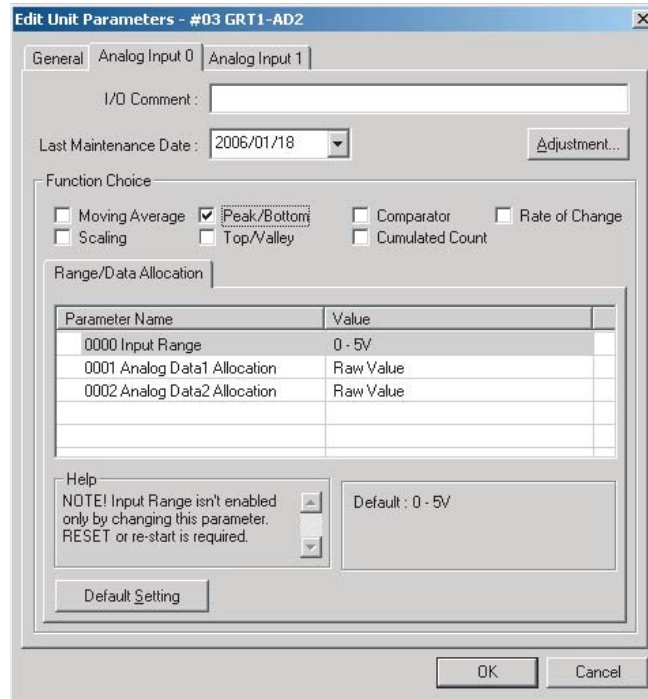 Edit Unit Parameters - #03 GRT1-AD2
General Analog Input 0 Analog Input 1
I/O Comment :
Last Maintenance Date : 2006/01/18 Adjustment...
Function Choice
Moving Average Peak/Bottom Comparator Rate of Change
Scaling Top/Valley Cumulated Count
Range/Data Allocation
Parameter Name Value
0000 Input Range 0 - 5V
0001 Analog Data1 Allocation Raw Value
0002 Analog Data2 Allocation Raw Value
Help
NOTE! Input Range isn't enabled
only by changing this parameter.
RESET or re-start is required.
Default : 0 - 5V
Default Setting
OK Cancel